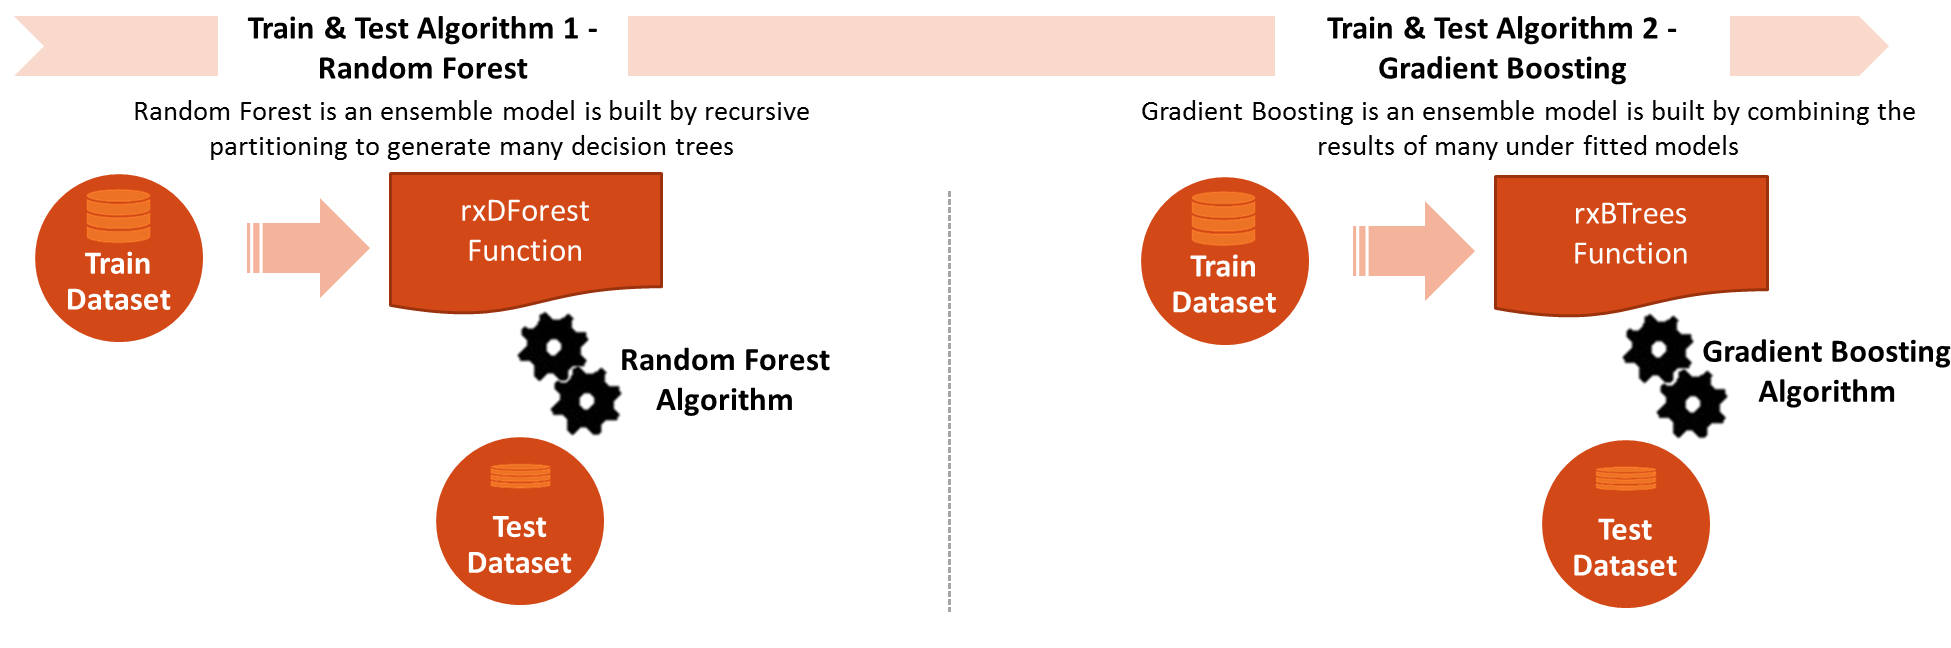 Train & Test Algorithm 1 -
Random Forest
Random Forest is an ensemble model is built by recursive
partitioning to generate many decision trees
Train
Dataset
rxDForest
Function
Random Forest
Algorithm
Test
Dataset
Train & Test Algorithm 2 -
Gradient Boosting
Gradient Boosting is an ensemble model is built by combining the
results of many under fitted models
Train
Dataset
rxBTrees
Function
Gradient Boosting
Algorithm
Test
Dataset